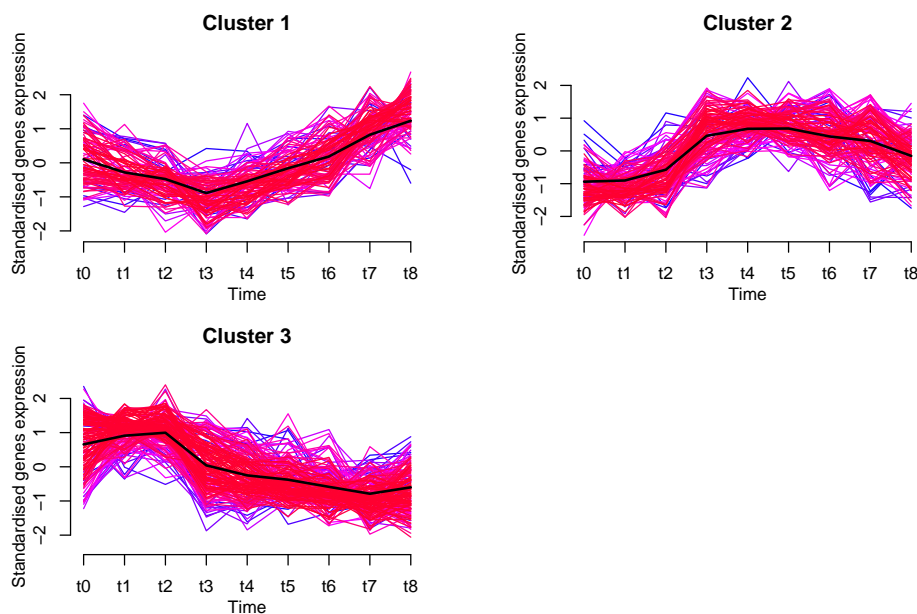 Cluster 1
Standardised genes expression
2
1
0
−1
−2
t0 t1 t2 t3 t4 t5 t6 t7 t8
Time
Cluster 2
Standardised genes expression
2
1
0
−1
−2
t0 t1 t2 t3 t4 t5 t6 t7 t8
Time
Cluster 3
Standardised genes expression
2
1
0
−1
−2
t0 t1 t2 t3 t4 t5 t6 t7 t8
Time